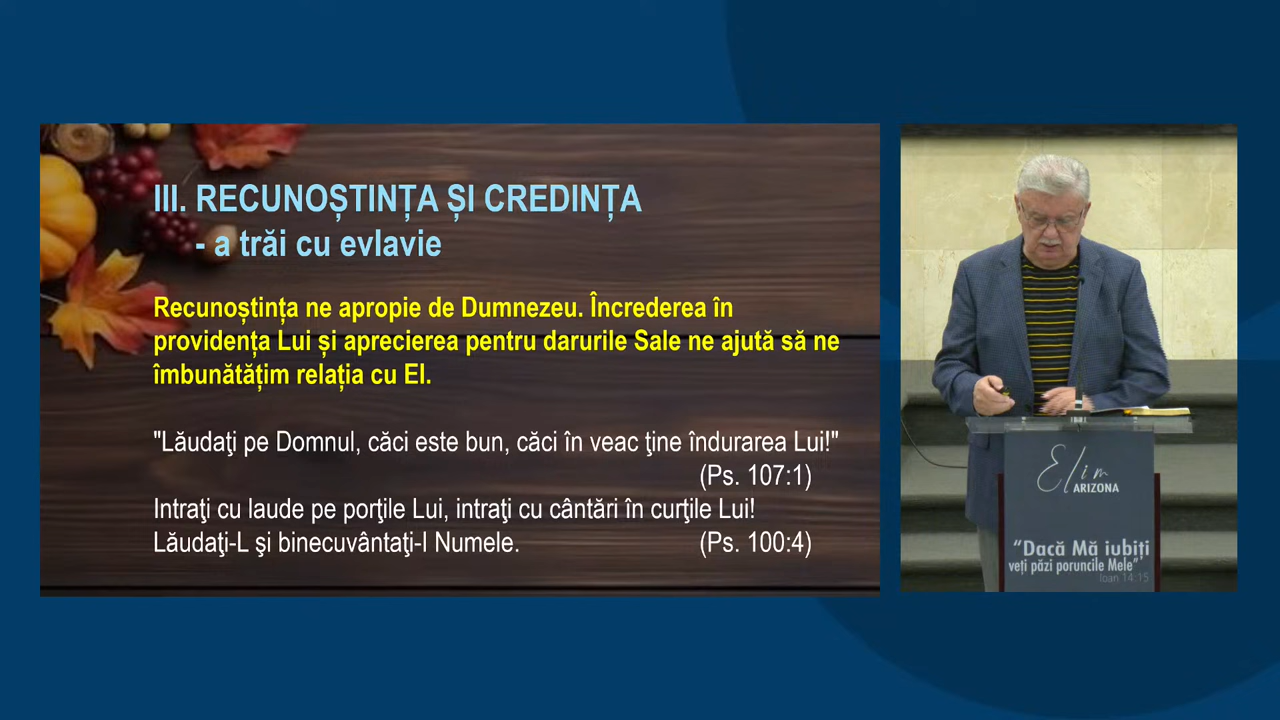 III. RECUNOȘTINȚA ȘI CREDINȚA
- a trăi cu evlavie
Recunoștința ne apropie de Dumnezeu. Încrederea în
providența Lui și aprecierea pentru darurile Sale ne ajută să ne
îmbunătățim relația cu El.
"Lăudaţi pe Domnul, căci este bun, căci în veac ţine îndurarea Lui!"
(Ps. 107:1)
Intraţi cu laude pe porţile Lui, intraţi cu cântări în curţile Lui!
Lăudaţi-L şi binecuvântaţi-I Numele. (Ps. 100:4)
Elim
ARIZONA
“Dacă Mă iubiți
veți păzi poruncile Mele”
Ioan 14:15